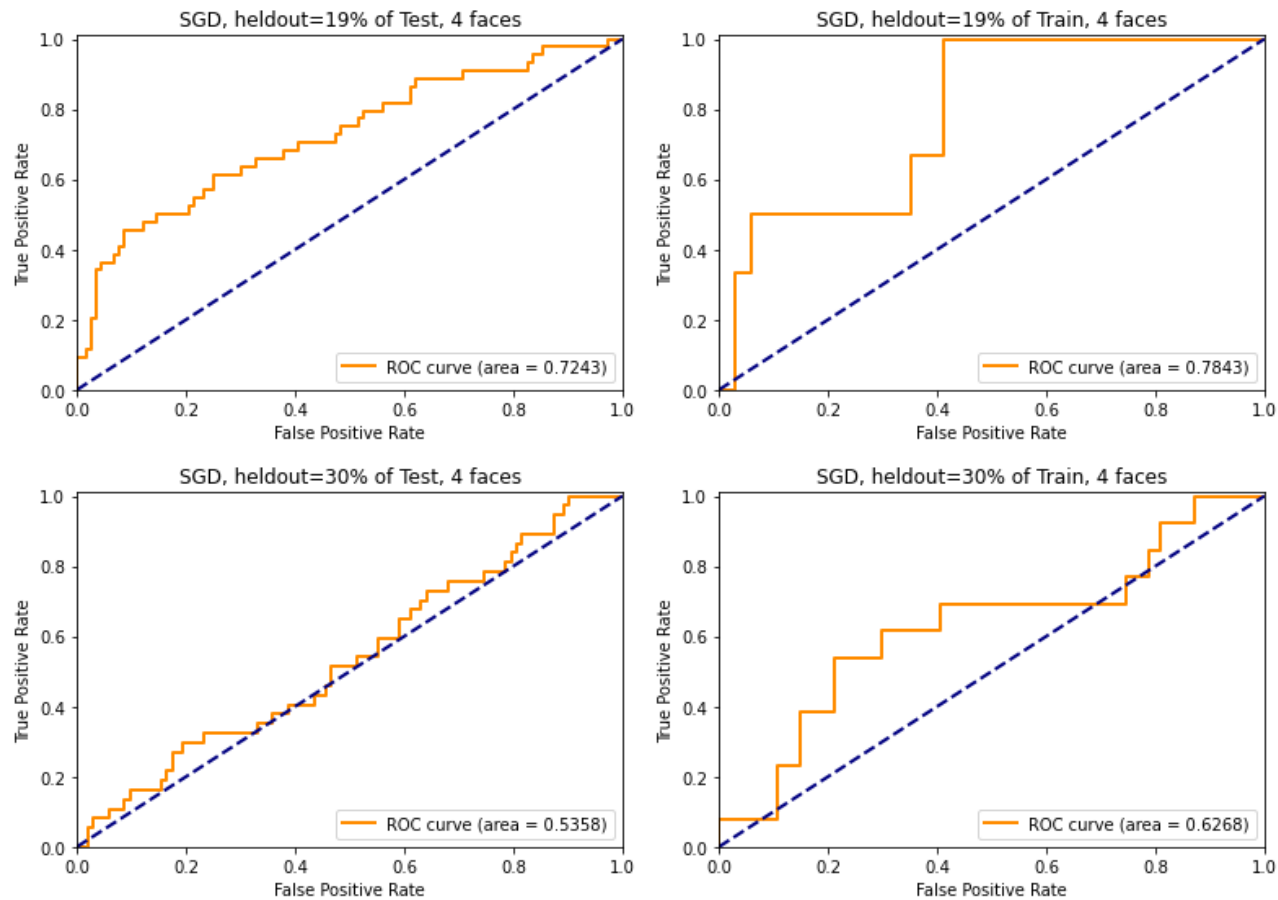 SGD, heldout=19% of Test, 4 faces
1.0
0.8
0.6
0.4
0.2
0.0
True Positive Rate
ROC curve (area = 0.7243)
0.0 0.2 0.4 0.6 0.8 1.0
False Positive Rate
SGD, heldout=19% of Train, 4 faces
1.0
0.8
0.6
0.4
0.2
0.0
True Positive Rate
ROC curve (area = 0.7843)
0.0 0.2 0.4 0.6 0.8 1.0
False Positive Rate
SGD, heldout=30% of Test, 4 faces
1.0
0.8
0.6
0.4
0.2
0.0
True Positive Rate
ROC curve (area = 0.5358)
0.0 0.2 0.4 0.6 0.8 1.0
False Positive Rate
SGD, heldout=30% of Train, 4 faces
1.0
0.8
0.6
0.4
0.2
0.0
True Positive Rate
ROC curve (area = 0.6268)
0.0 0.2 0.4 0.6 0.8 1.0
False Positive Rate